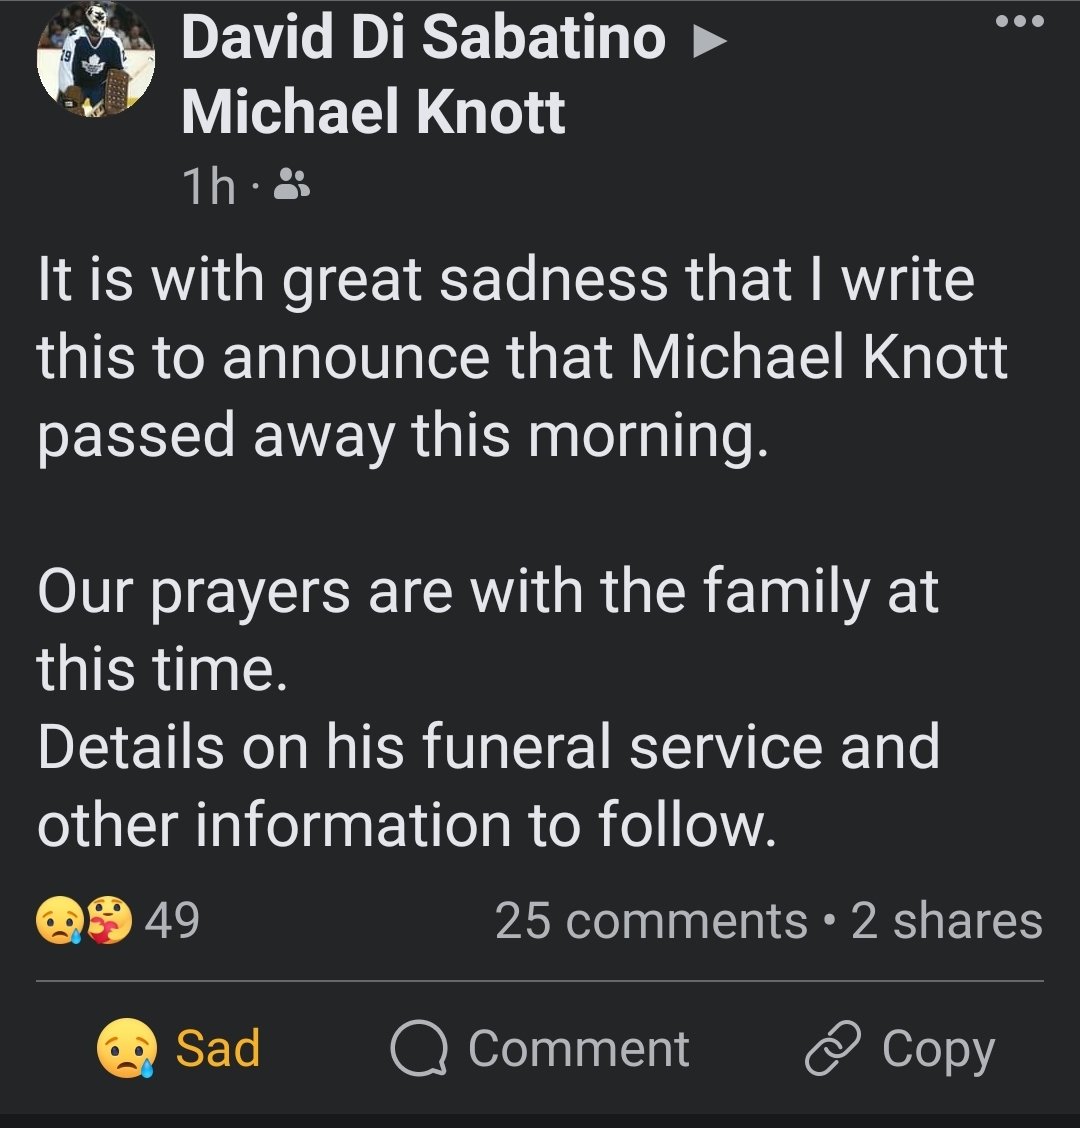 David Di Sabatino ▶
Michael Knott
1h ·
It is with great sadness that I write
this to announce that Michael Knott
passed away this morning.
Our prayers are with the family at
this time.
Details on his funeral service and
other information to follow.
49 25 comments • 2 shares
Sad Comment Copy